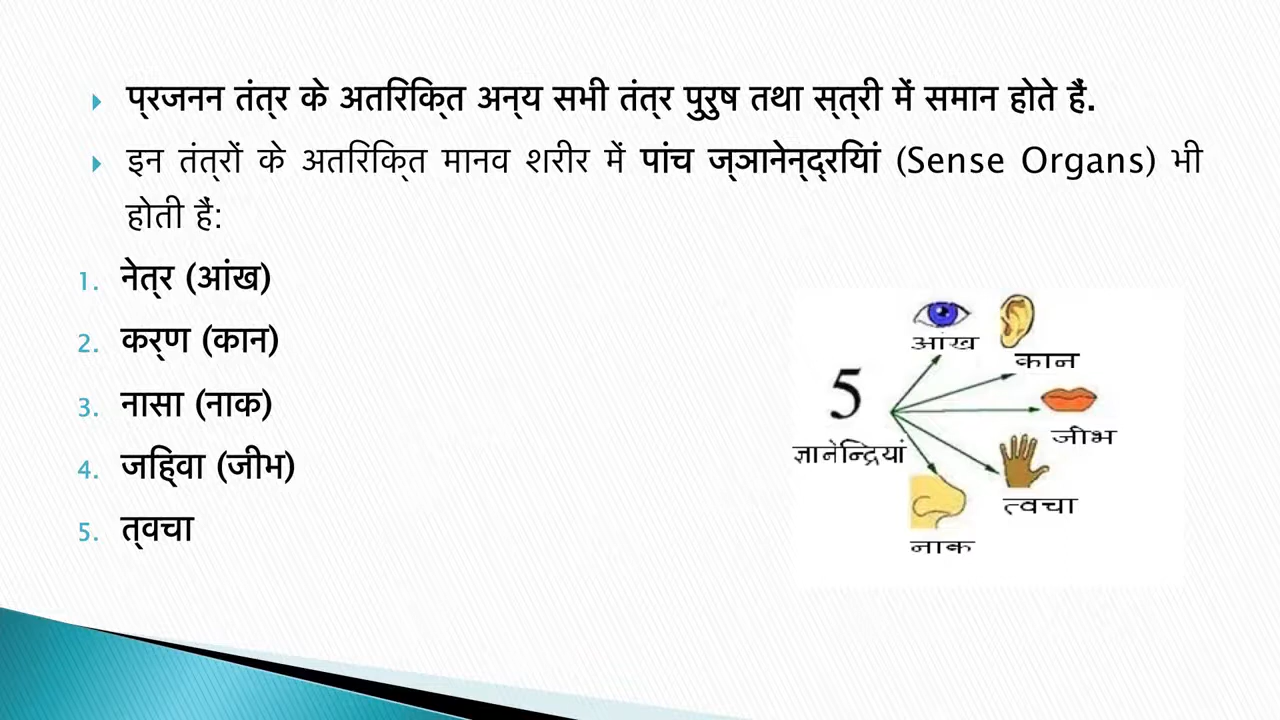 प्रजनन तंत्र के अतिरिक्त अन्य सभी तंत्र पुरुष तथा स्त्री में समान होते हैं.
इन तंत्रों के अतिरिक्त मानव शरीर में पांच ज्ञानेन्द्रियां (Sense Organs) भी
होती हैं:
1. नेत्र (आंख)
2. कर्ण (कान)
3. नासा (नाक)
4. जिह्वा (जीभ)
5. त्वचा
आंख
कान
5
जीभ
ज्ञानेन्द्रियां
त्वचा
नाक